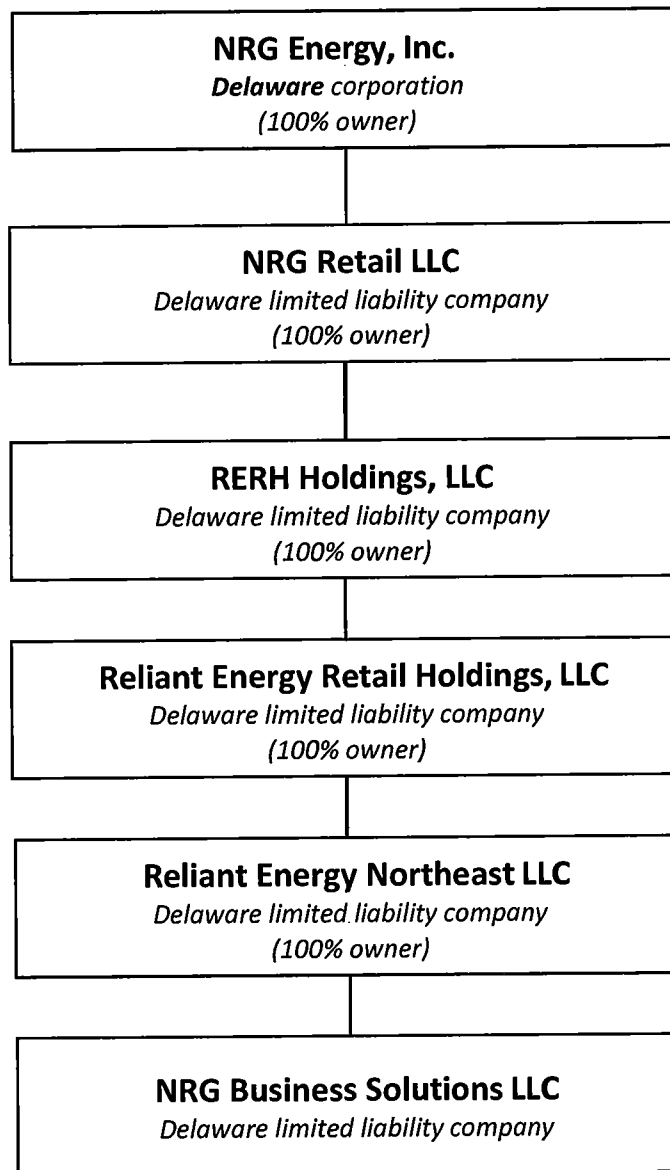 NRG Energy, Inc.
Delaware corporation
(100% owner)
NRG Retail LLC
Delaware limited liability company
(100% owner)
RERH Holdings, LLC
Delaware limited liability company
(100% owner)
Reliant Energy Retail Holdings, LLC
Delaware limited liability company
(100% owner)
Reliant Energy Northeast LLC
Delaware limited liability company
(100% owner)
NRG Business Solutions LLC
Delaware limited liability company